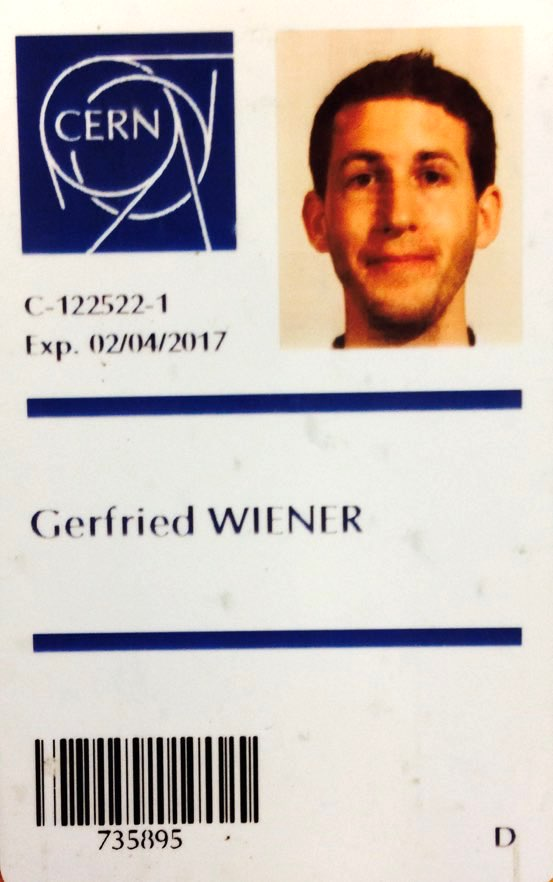 CERN
C-122522-1
Exp. 02/04/2017
Gerfried WIENER
735895
D